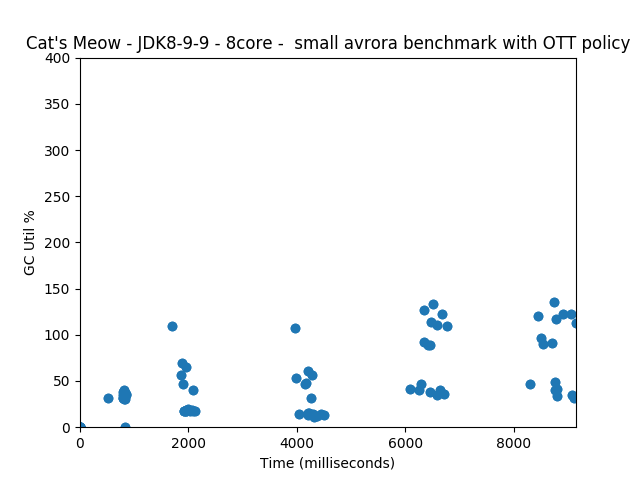 Cat's Meow - JDK8-9-9 - 8core -  small avrora benchmark with OTT policy
400
350
300
250
200
150
100
50
0
GC Util %
0 2000 4000 6000 8000
Time (milliseconds)